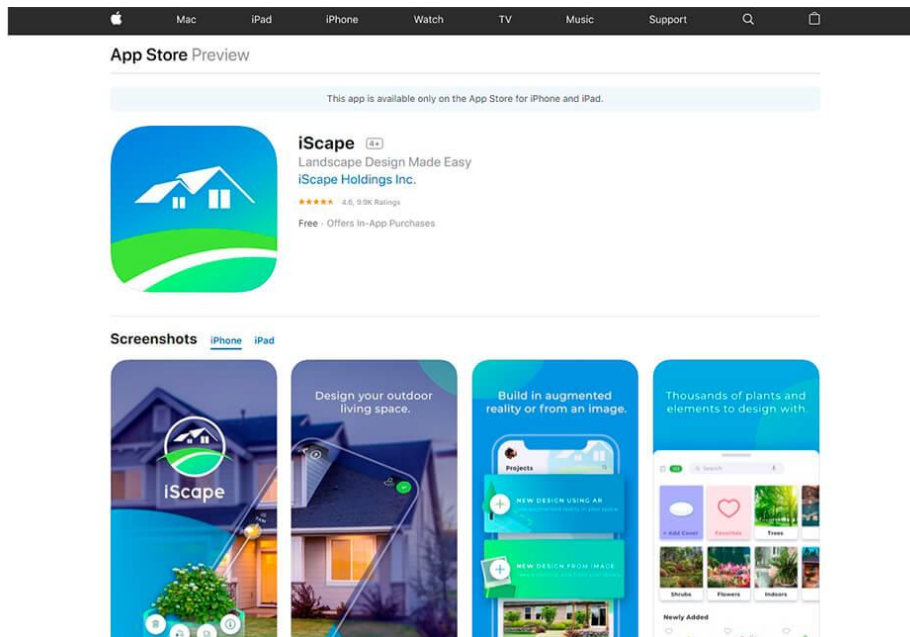 Mac iPad iPhone Watch TV Music Support
App Store Preview
This app is available only on the App Store for iPhone and iPad.
iScape 4+
Landscape Design Made Easy
iScape Holdings Inc.
4.6, 9.9K Ratings
Free · Offers In-App Purchases
Screenshots iPhone iPad
iScape
Design your outdoor
living space.
Build in augmented
reality or from an image.
Projects
NEW DESIGN USING AR
NEW DESIGN FROM IMAGE
Thousands of plants and
elements to design with.
Search
+ Add Cover Favorites Trees
Shrubs Flowers Indoors
Newly Added